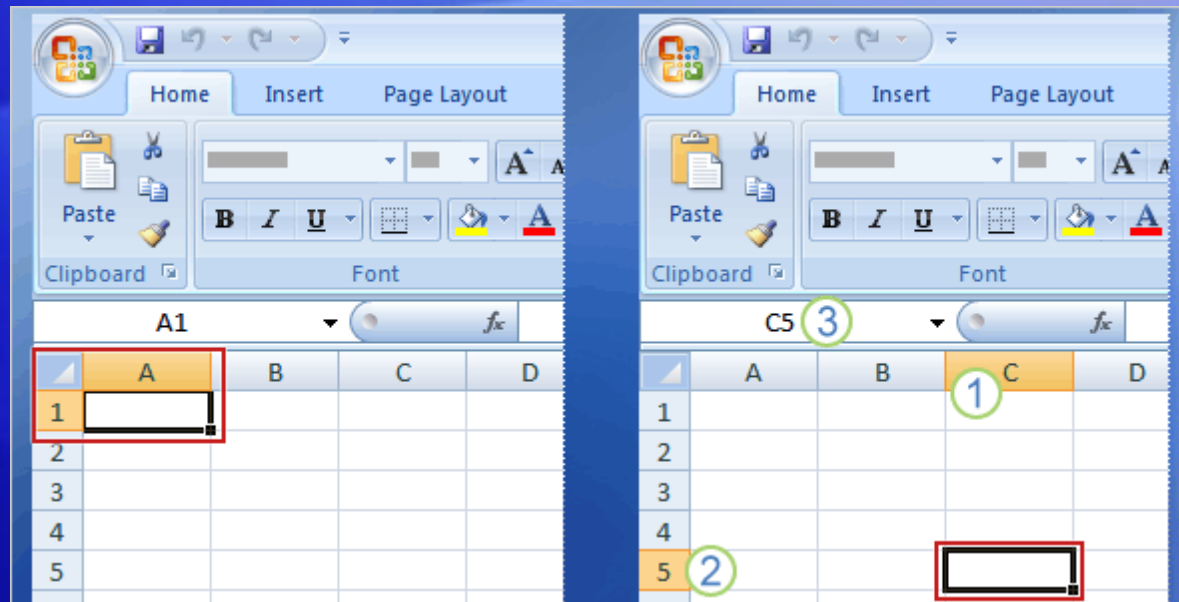 Home Insert Page Layout
Paste
B I U A
A A
Clipboard Font
A1 fx
A B C D
1
2
3
4
5
Home Insert Page Layout
Paste
B I U A
A A
Clipboard Font
C5 3 fx
A B C D
1
1
2
3
4
5 2